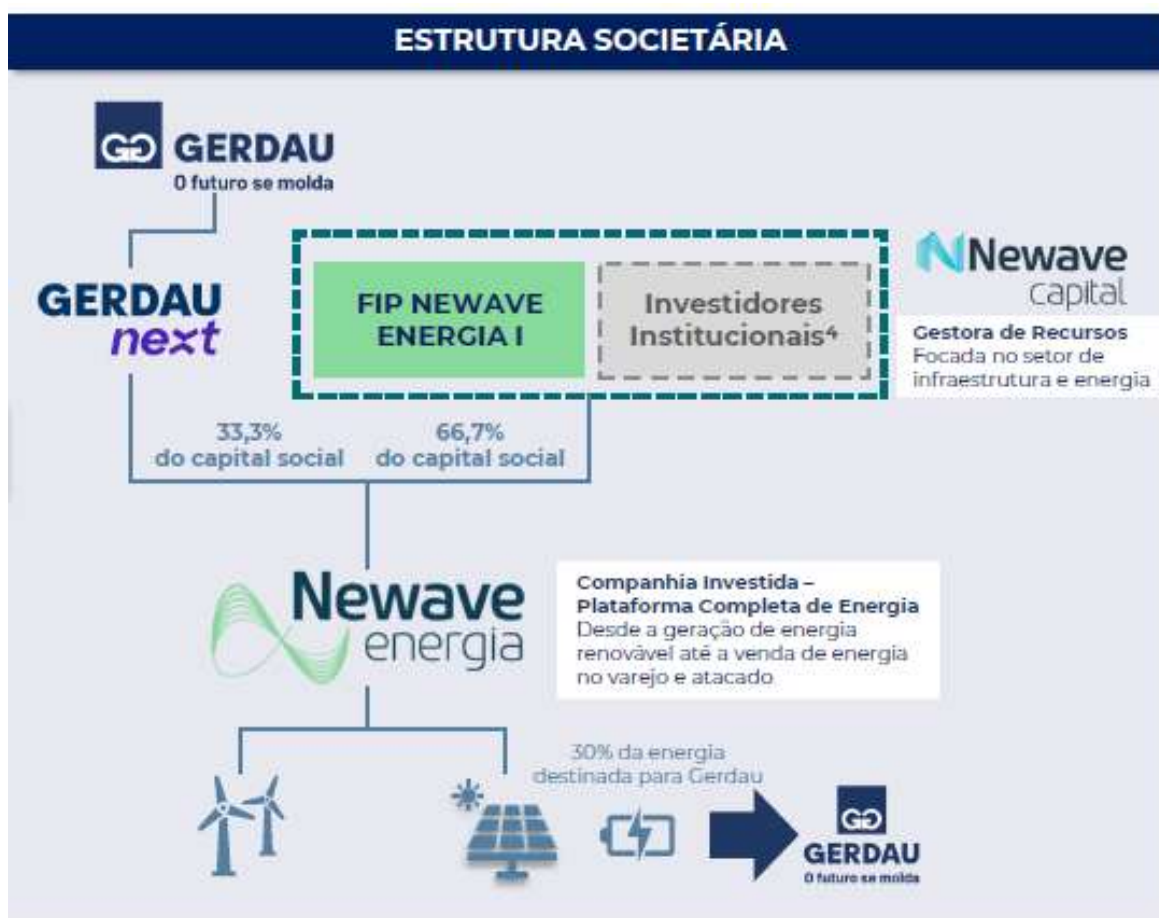 ESTRUTURA SOCIETÁRIA
GG GERDAU
O futuro se molda
GERDAU
next
FIP NEWAVE
ENERGIA I
Investidores
Institucionais⁴
Newave
capital
Gestora de Recursos
Focada no setor de
infraestrutura e energia
33,3%
do capital social
66,7%
do capital social
Newave
energia
Companhia Investida –
Plataforma Completa de Energia
Desde a geração de energia
renovável até a venda de energia
no varejo e atacado
30% da energia
destinada para Gerdau
GG
GERDAU
O futuro se molda